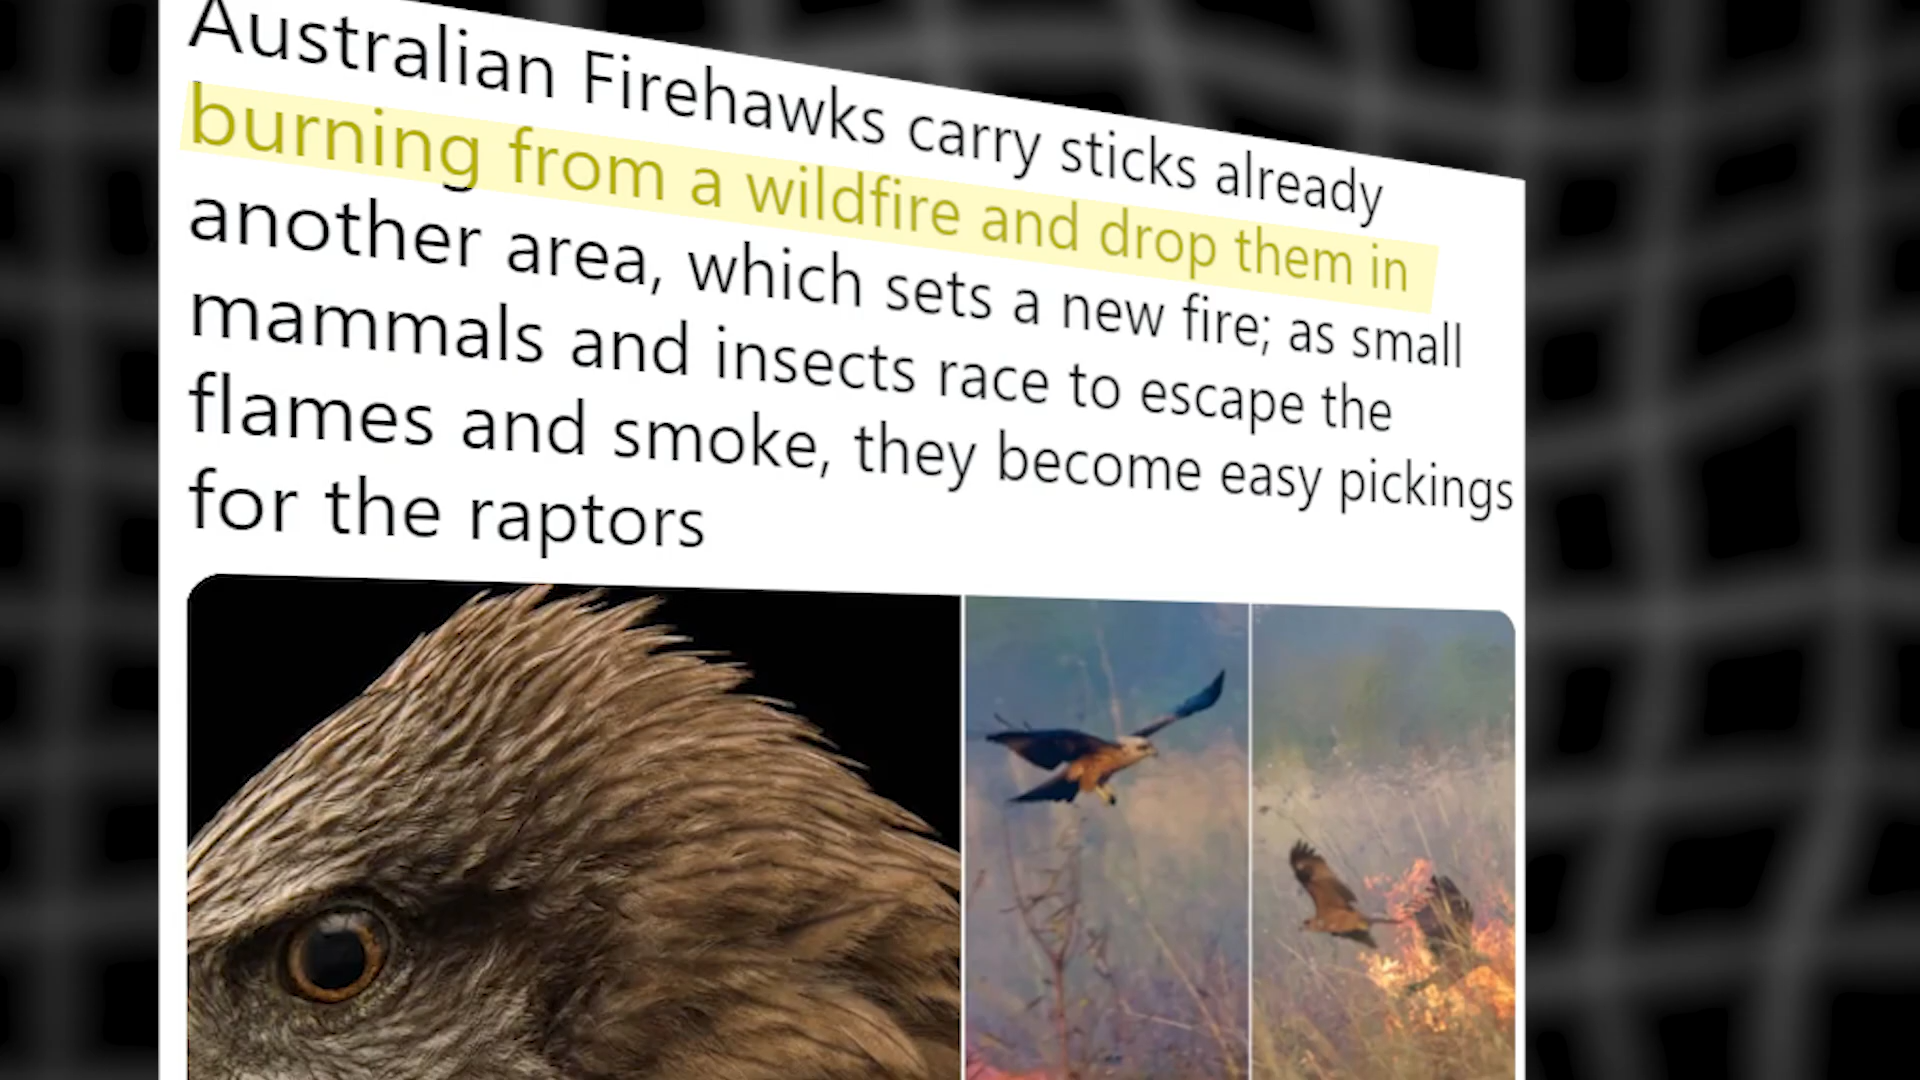 Australian Firehawks carry sticks already
burning from a wildfire and drop them in
another area, which sets a new fire; as small
mammals and insects race to escape the
flames and smoke, they become easy pickings
for the raptors